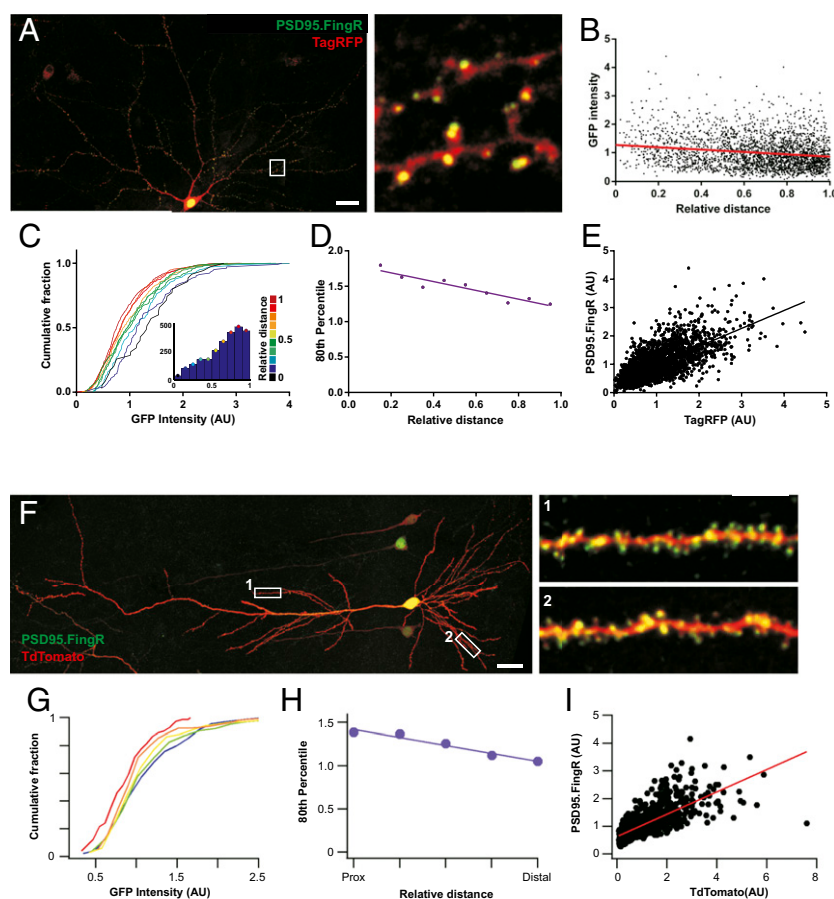 A
PSD95.FingR
TagRFP
B
GFP intensity
5
4
3
2
1
0
0
0.2
0.4
0.6
0.8
1.0
Relative distance
C
Cumulative fraction
1.0
0.5
0.0
0
1
2
3
4
GFP Intensity (AU)
500
250
0
0
0.5
1
Relative distance
1
0.5
0
D
80th Percentile
2.0
1.5
1.0
0.5
0.0
0.0
0.2
0.4
0.6
0.8
1.0
Relative distance
E
PSD95.FingR (AU)
5
4
3
2
1
0
0
1
2
3
4
5
TagRFP (AU)
F
1
2
PSD95.FingR
TdTomato
1
2
G
Cumulative fraction
1
0
0.5
1
1.5
2.5
GFP Intensity (AU)
H
80th Percentile
1.5
1.0
0.5
0
Prox
Distal
Relative distance
I
PSD95.FingR (AU)
5
4
3
2
1
0
0
2
4
6
8
TdTomato(AU)